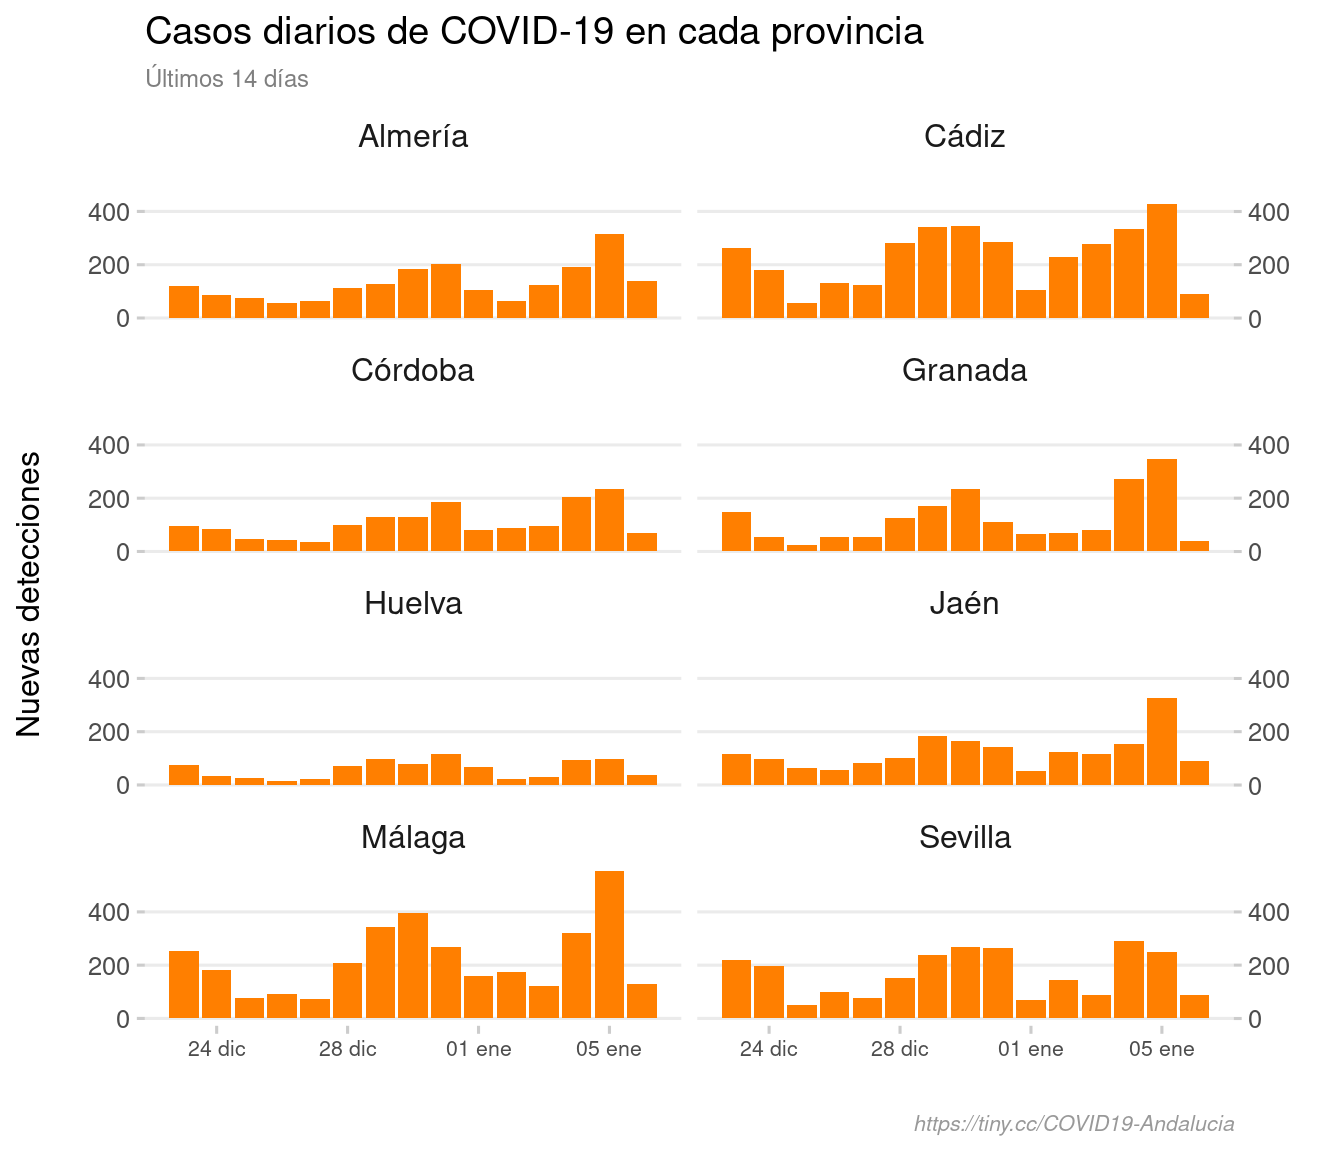 Casos diarios de COVID-19 en cada provincia
Últimos 14 días
Nuevas detecciones
Almería
Cádiz
400
200
0
400
200
0
Córdoba
Granada
400
200
0
400
200
0
Huelva
Jaén
400
200
0
400
200
0
Málaga
Sevilla
400
200
0
400
200
0
24 dic 28 dic 01 ene 05 ene
24 dic 28 dic 01 ene 05 ene
https://tiny.cc/COVID19-Andalucia